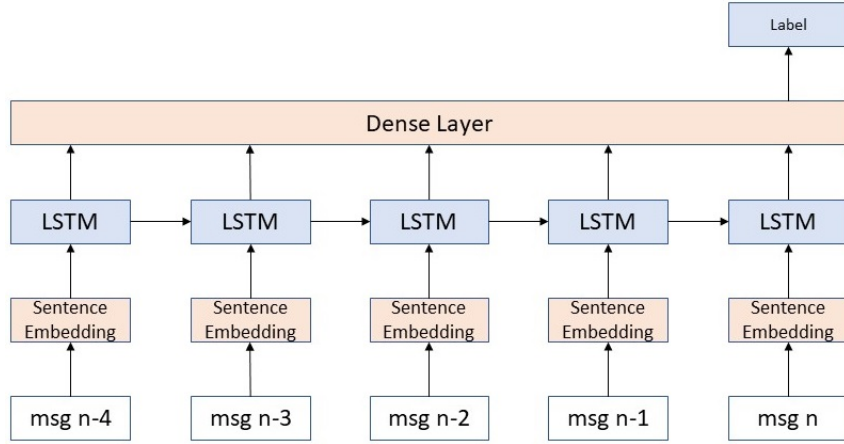 Label
Dense Layer
LSTM LSTM LSTM LSTM LSTM
Sentence Sentence Sentence Sentence Sentence
Embedding Embedding Embedding Embedding Embedding
msg n-4 msg n-3 msg n-2 msg n-1 msg n